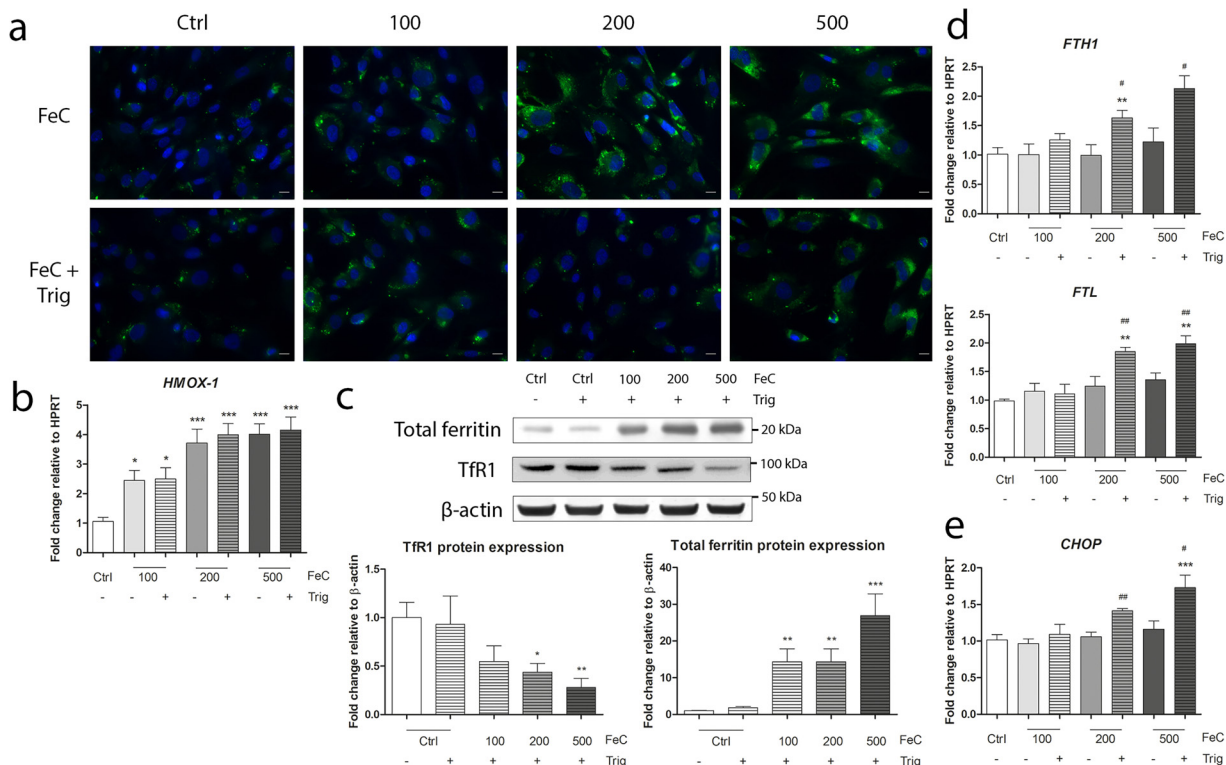 a
Ctrl 100 200 500
FeC
FeC +
Trig
b
HMOX-1
Fold change relative to HPRT
5
4
3
2
1
0
* * *** *** *** ***
Ctrl 100 200 500 FeC
- - + - + - + Trig
c
Ctrl Ctrl 100 200 500 FeC
- + + + + Trig
Total ferritin 20 kDa
TfR1 100 kDa
50 kDa
β-actin
TfR1 protein expression
Fold change relative to β-actin
1.5
1.0
0.5
0.0
* **
Ctrl 100 200 500 FeC
- + + + + Trig
Total ferritin protein expression
Fold change relative to β-actin
40
30
20
10
0
** ** ***
Ctrl 100 200 500 FeC
- + + + + Trig
d
FTH1
Fold change relative to HPRT
2.5
2.0
1.5
1.0
0.5
0.0
# #
**
Ctrl 100 200 500 FeC
- - + - + - + Trig
FTL
Fold change relative to HPRT
2.5
2.0
1.5
1.0
0.5
0.0
## ##
** **
Ctrl 100 200 500 FeC
- - + - + - + Trig
e
CHOP
Fold change relative to HPRT
2.0
1.5
1.0
0.5
0.0
#
## ***
Ctrl 100 200 500 FeC
- - + - + - + Trig